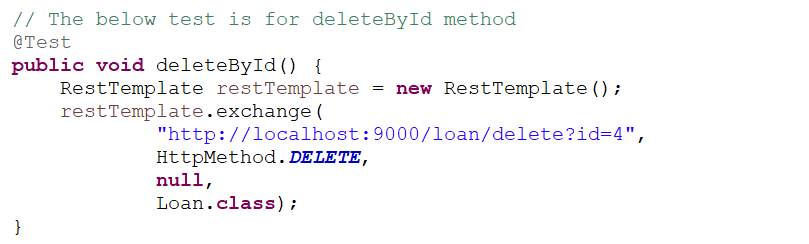 // The below test is for deleteById method
@Test
public void deleteById() {
    RestTemplate restTemplate = new RestTemplate();
    restTemplate.exchange(
            "http://localhost:9000/loan/delete?id=4",
            HttpMethod.DELETE,
            null,
            Loan.class);
}